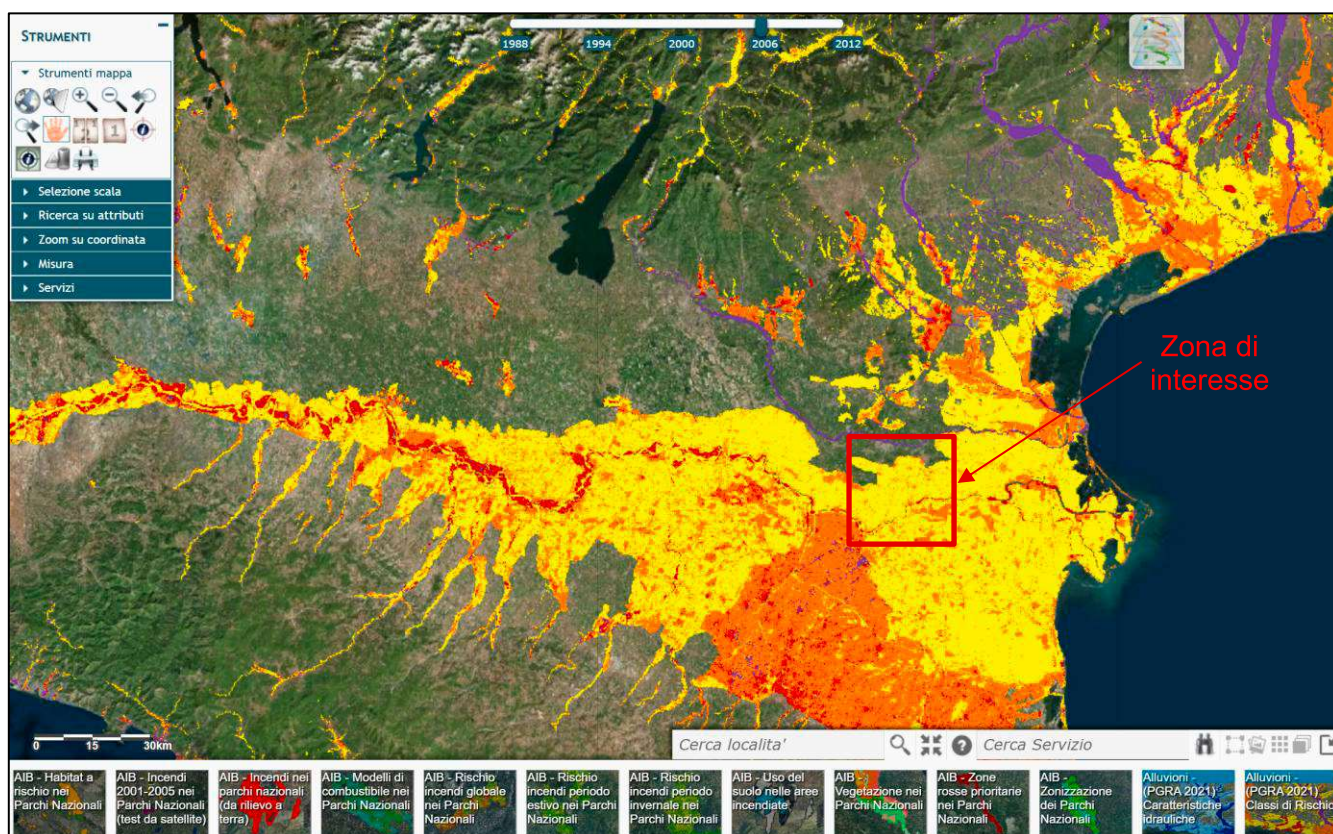 STRUMENTI
Strumenti mappa
1
Selezione scala
Ricerca su attributi
Zoom su coordinata
Misura
Servizi
1988
1994
2000
2006
2012
Zona di
interesse
0 15 30km
Cerca localita'
Cerca Servizio
AIB - Habitat a
rischio nei
Parchi Nazionali
AIB - Incendi
2001-2005 nei
Parchi Nazionali
(test da satellite)
AIB - Incendi nei
parchi nazionali
(da rilievo a
terra)
AIB - Modelli di
combustibile nei
Parchi Nazionali
AIB - Rischio
incendi globale
nei Parchi
Nazionali
AIB - Rischio
incendi periodo
estivo nei Parchi
Nazionali
AIB - Rischio
incendi periodo
invernale nei Parchi
Nazionali
AIB - Uso del
suolo nelle aree
incendiate
AIB -
Vegetazione nei
Parchi Nazionali
AIB - Zone
rosse prioritarie
nei Parchi
Nazionali
AIB -
Zonizzazione
dei Parchi
Nazionali
Alluvioni -
(PGRA 2021)
Caratteristiche
idrauliche
Alluvioni -
(PGRA 2021)
Classi di Rischio